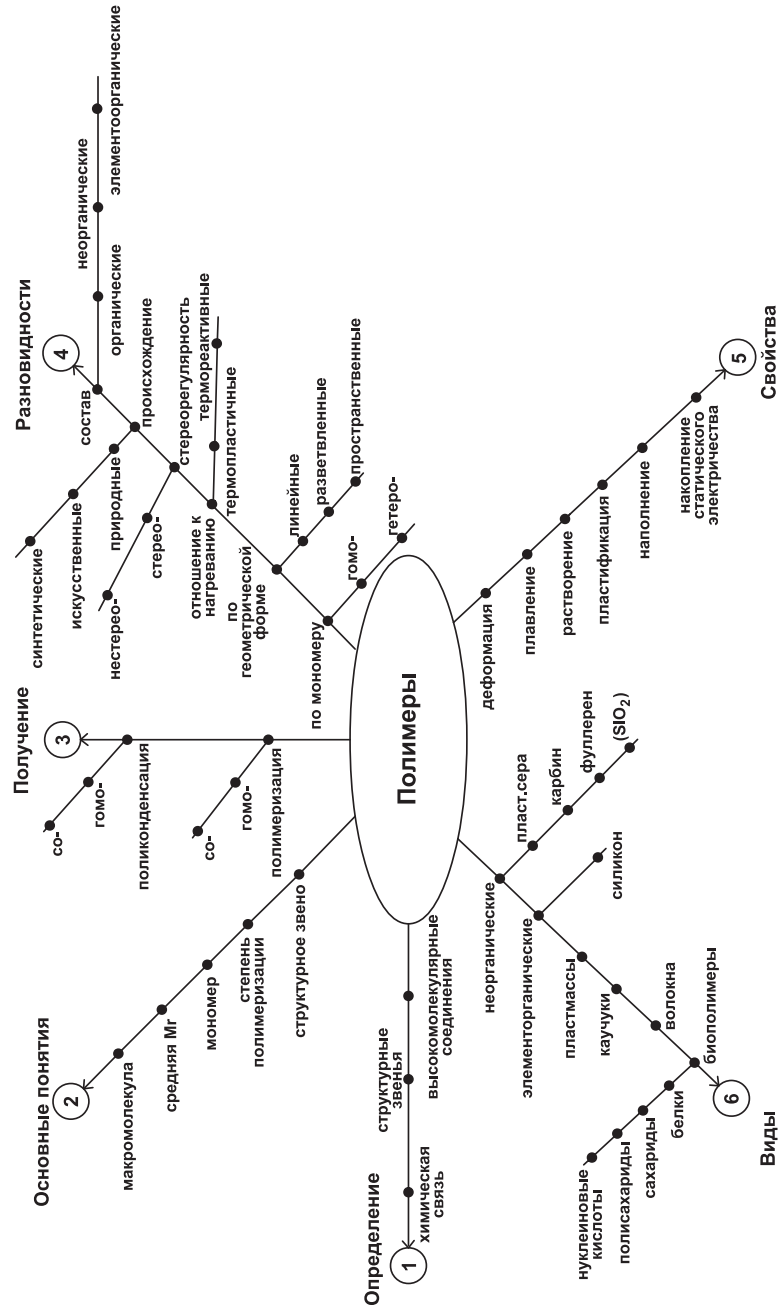 Полимеры
1
Определение
высокомолекулярные
соединения
структурные
звенья
химическая
связь
2
Основные понятия
структурное звено
степень
полимеризации
мономер
средняя Mr
макромолекула
3
Получение
полимеризация
гомо-
со-
поликонденсация
гомо-
со-
4
Разновидности
по мономеру
гомо-
гетеро-
по
геометрической
форме
линейные
разветвленные
пространственные
отношение к
нагреванию
термопластичные
термореактивные
стереорегулярность
стерео-
нестерео-
происхождение
природные
искусственные
синтетические
состав
органические
неорганические
элементоорганические
5
Свойства
деформация
плавление
растворение
пластификация
наполнение
накопление
статического
электричества
6
Виды
неорганические
пласт.сера
карбин
фуллерен
(SIO2)
элементорганические
силикон
пластмассы
каучуки
волокна
биополимеры
белки
сахариды
полисахариды
нуклеиновые
кислоты